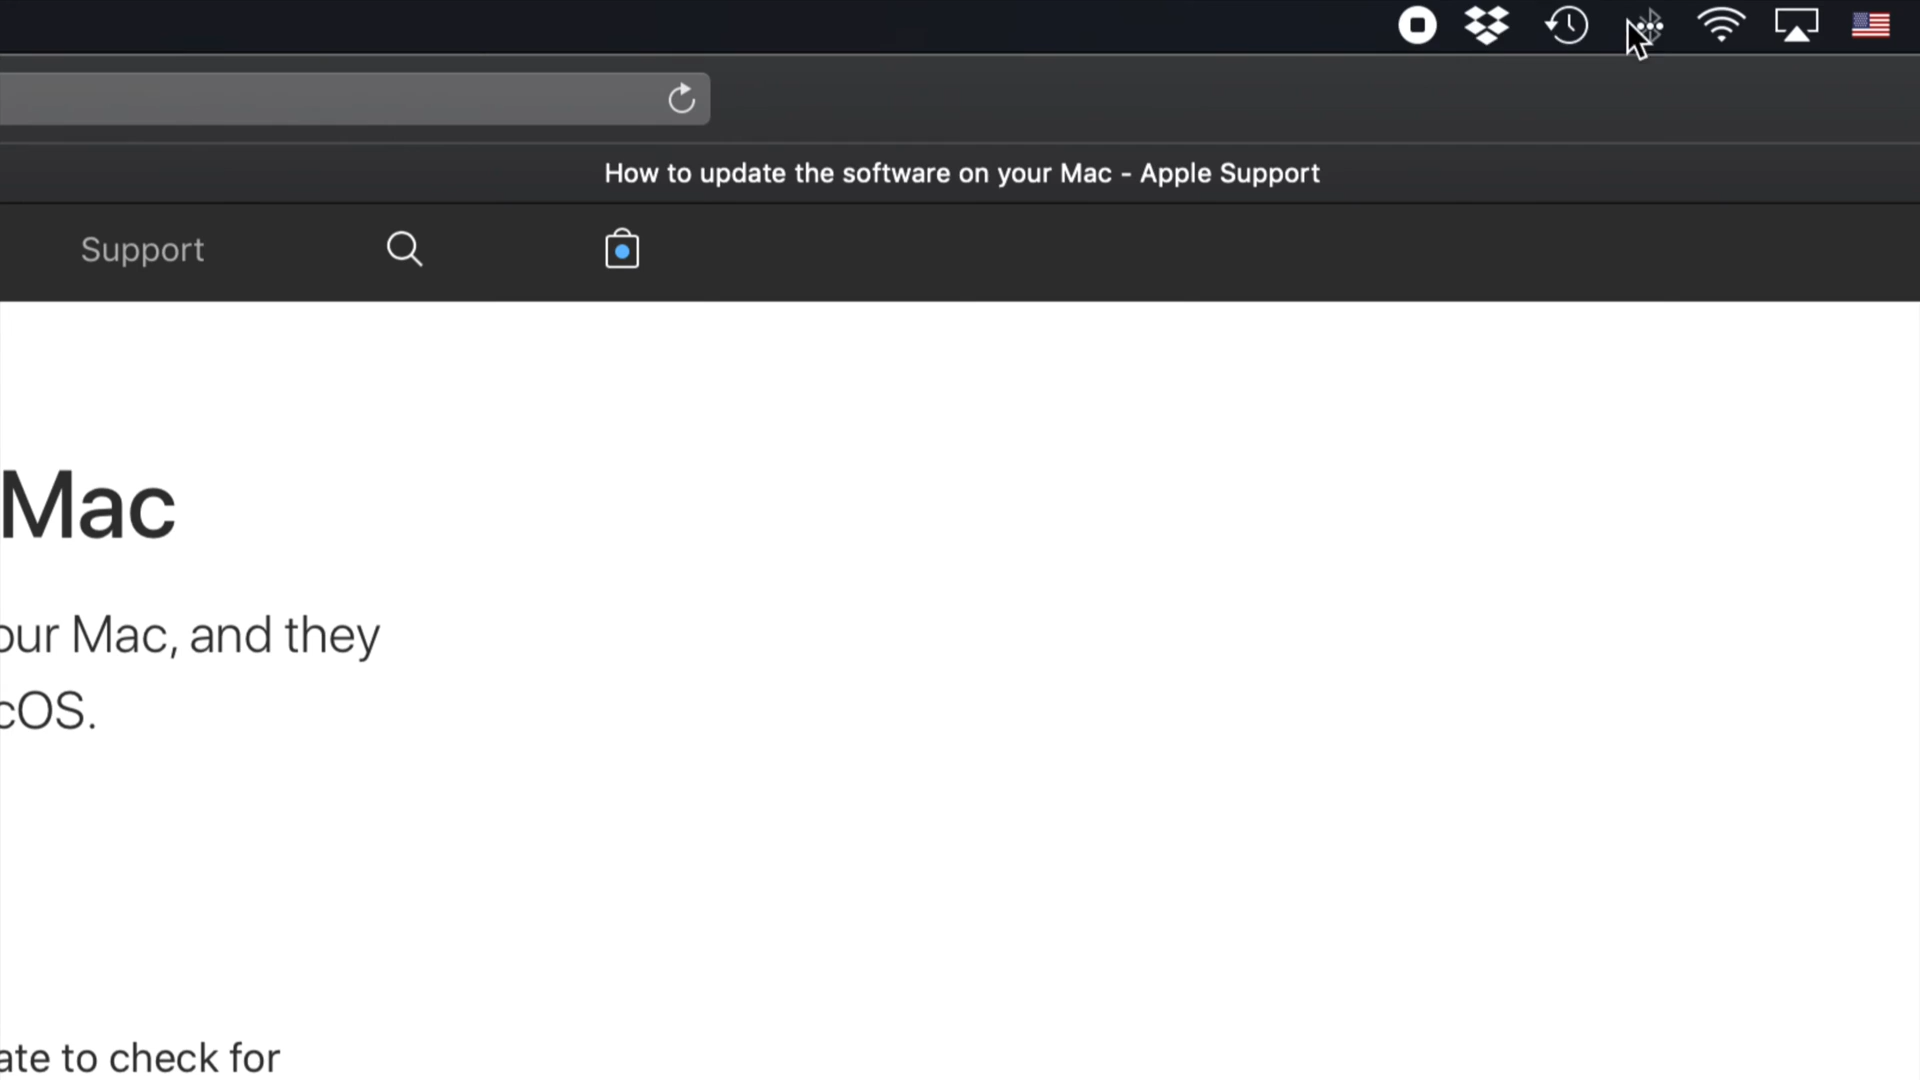 How to update the software on your Mac - Apple Support
Support
Mac
our Mac, and they
cOS.
ate to check for